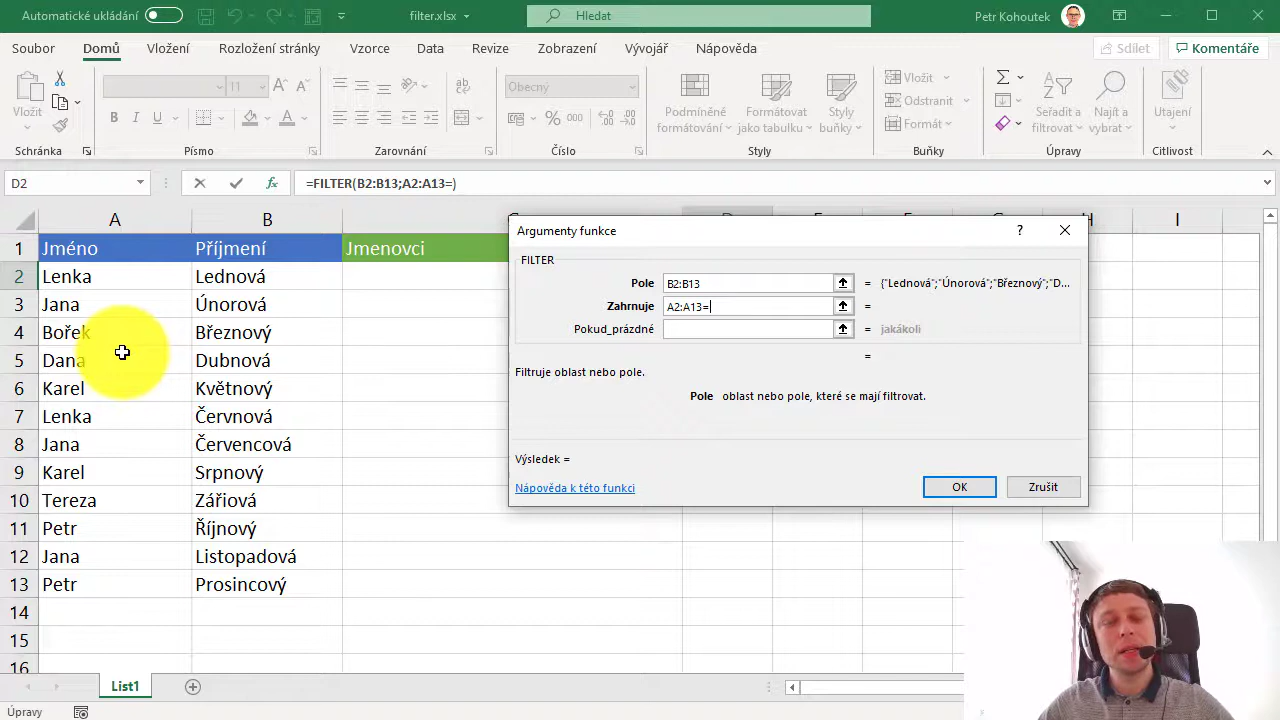 Automatické ukládání
filter.xlsx
Hledat
Petr Kohoutek
Soubor Domů Vložení Rozložení stránky Vzorce Data Revize Zobrazení Vývojář Nápověda Sdílet Komentáře
Vložit
Schránka
11
B I U A
Písmo
ab
Zarovnání
Obecný
% 000
Číslo
Podmíněné formátování
Formátovat jako tabulku
Styly buňky
Styly
Vložit
Odstranit
Formát
Buňky
Seřadit a filtrovat
Najít a vybrat
Úpravy
Utajení
Citlivost
D2
fx
=FILTER(B2:B13;A2:A13=)
A B H I
1 Jméno Příjmení Jmenovci
2 Lenka Lednová
3 Jana Únorová
4 Bořek Březnový
5 Dana Dubnová
6 Karel Květnový
7 Lenka Červnová
8 Jana Červencová
9 Karel Srpnový
10 Tereza Zářiová
11 Petr Říjnový
12 Jana Listopadová
13 Petr Prosincový
14
15
16
Argumenty funkce ?
FILTER
Pole B2:B13 = {"Lednová";"Únorová";"Březnový";"D...
Zahrnuje A2:A13= =
Pokud_prázdné = jakákoli
=
Filtruje oblast nebo pole.
Pole oblast nebo pole, které se mají filtrovat.
Výsledek =
Nápověda k této funkci
OK Zrušit
List1
Úpravy